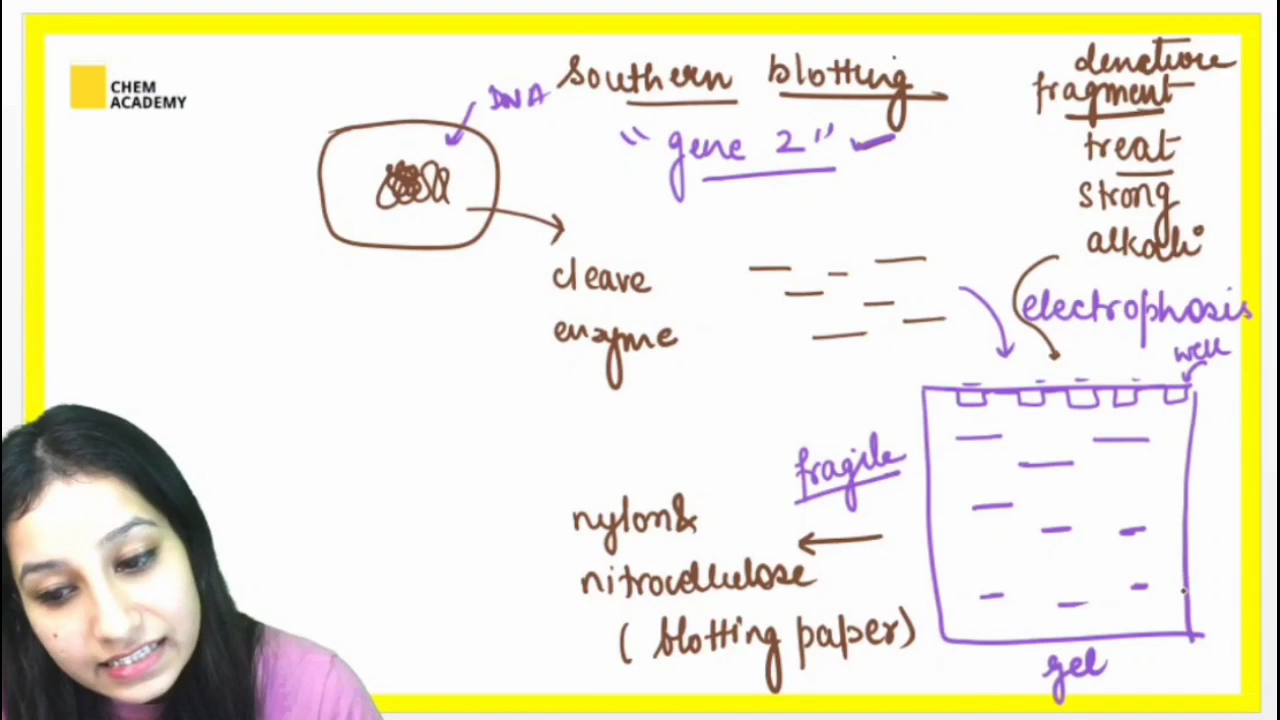 CHEM
ACADEMY
southern blotting
"gene 2"
DNA
cleave
enzyme
denature
fragment
treat
strong
alkali
electrophosis
well
fragile
nylon &
nitrocellulose
( blotting paper)
gel